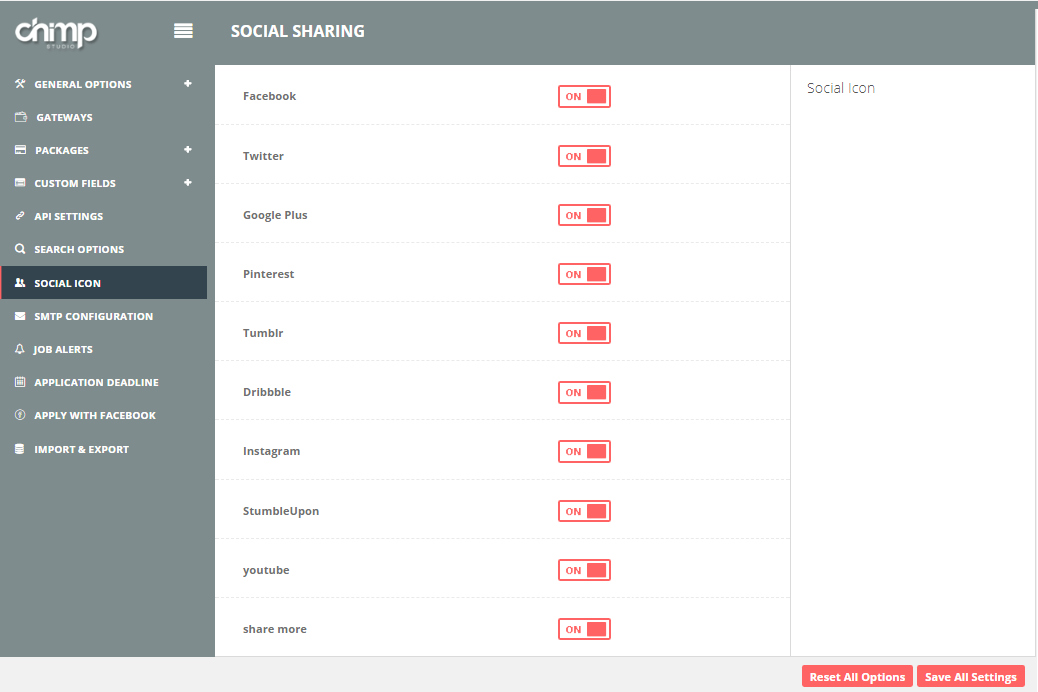 chimp
STUDIO
SOCIAL SHARING
GENERAL OPTIONS +
GATEWAYS
PACKAGES +
CUSTOM FIELDS +
API SETTINGS
SEARCH OPTIONS
SOCIAL ICON
SMTP CONFIGURATION
JOB ALERTS
APPLICATION DEADLINE
APPLY WITH FACEBOOK
IMPORT & EXPORT
Facebook ON
Twitter ON
Google Plus ON
Pinterest ON
Tumblr ON
Dribbble ON
Instagram ON
StumbleUpon ON
youtube ON
share more ON
Social Icon
Reset All Options
Save All Settings